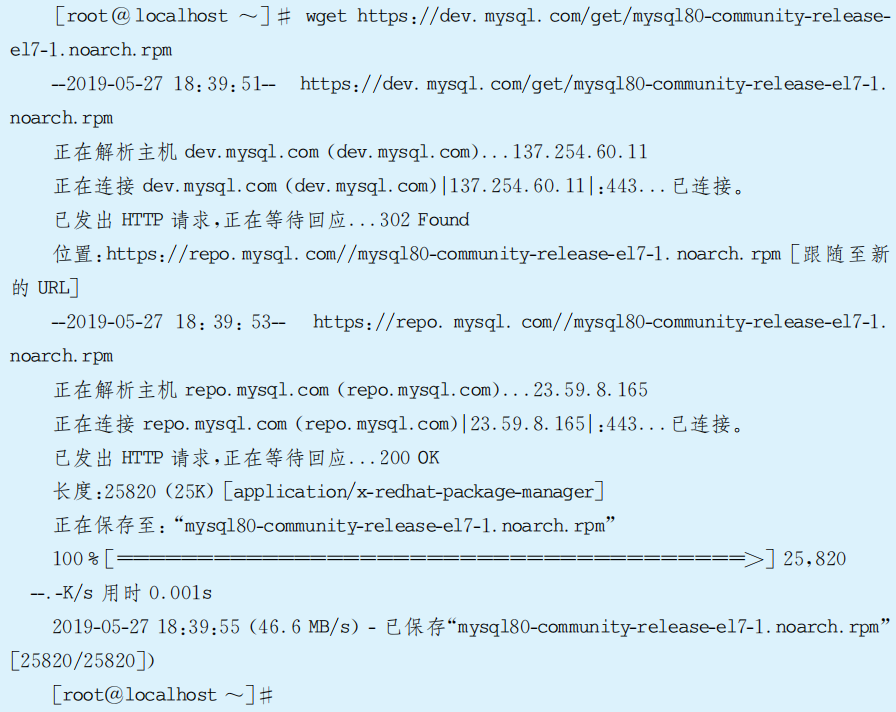 [root@localhost ～]# wget https://dev. mysql. com/get/mysql80-community-release-
el7-1.noarch.rpm
--2019-05-27 18:39:51-- https://dev. mysql. com/get/mysql80-community-release-el7-1.
noarch.rpm
正在解析主机 dev.mysql.com (dev.mysql.com)...137.254.60.11
正在连接 dev.mysql.com (dev.mysql.com)|137.254.60.11|:443... 已连接。
已发出 HTTP 请求,正在等待回应...302 Found
位置:https://repo.mysql.com//mysql80-community-release-el7-1. noarch. rpm [跟随至新
的 URL]
--2019-05-27 18: 39: 53-- https://repo. mysql. com//mysql80-community-release-el7-1.
noarch.rpm
正在解析主机 repo.mysql.com (repo.mysql.com)...23.59.8.165
正在连接 repo.mysql.com (repo.mysql.com)|23.59.8.165|:443... 已连接。
已发出 HTTP 请求,正在等待回应...200 OK
长度:25820 (25K) [application/x-redhat-package-manager]
正在保存至: “mysql80-community-release-el7-1.noarch.rpm”
100%[======================================>] 25,820
--.-K/s 用时 0.001s
2019-05-27 18:39:55 (46.6 MB/s) - 已保存“mysql80-community-release-el7-1.noarch.rpm”
[25820/25820])
[root@localhost ～]#